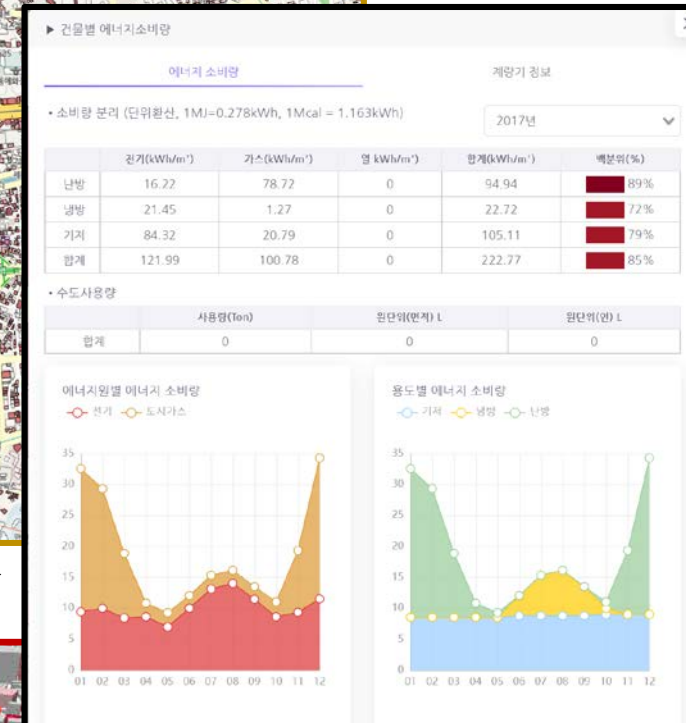 ▶ 건물별 에너지소비량
에너지 소비량 계량기 정보
• 소비량 분리 (단위환산, 1MJ=0.278kWh, 1Mcal = 1.163kWh) 2017년
전기(kWh/m²) 가스(kWh/m²) 열 kWh/m²) 합계(kWh/m²) 백분위(%)
난방 16.22 78.72 0 94.94 89%
냉방 21.45 1.27 0 22.72 72%
기저 84.32 20.79 0 105.11 79%
합계 121.99 100.78 0 222.77 85%
• 수도사용량
사용량(Ton) 원단위(면적) L 원단위(인) L
합계 0 0 0
에너지원별 에너지 소비량 용도별 에너지 소비량
전기 도시가스 기저 냉방 난방
35 35
30 30
25 25
20 20
15 15
10 10
5 5
0 0
01 02 03 04 05 06 07 08 09 10 11 12 01 02 03 04 05 06 07 08 09 10 11 12